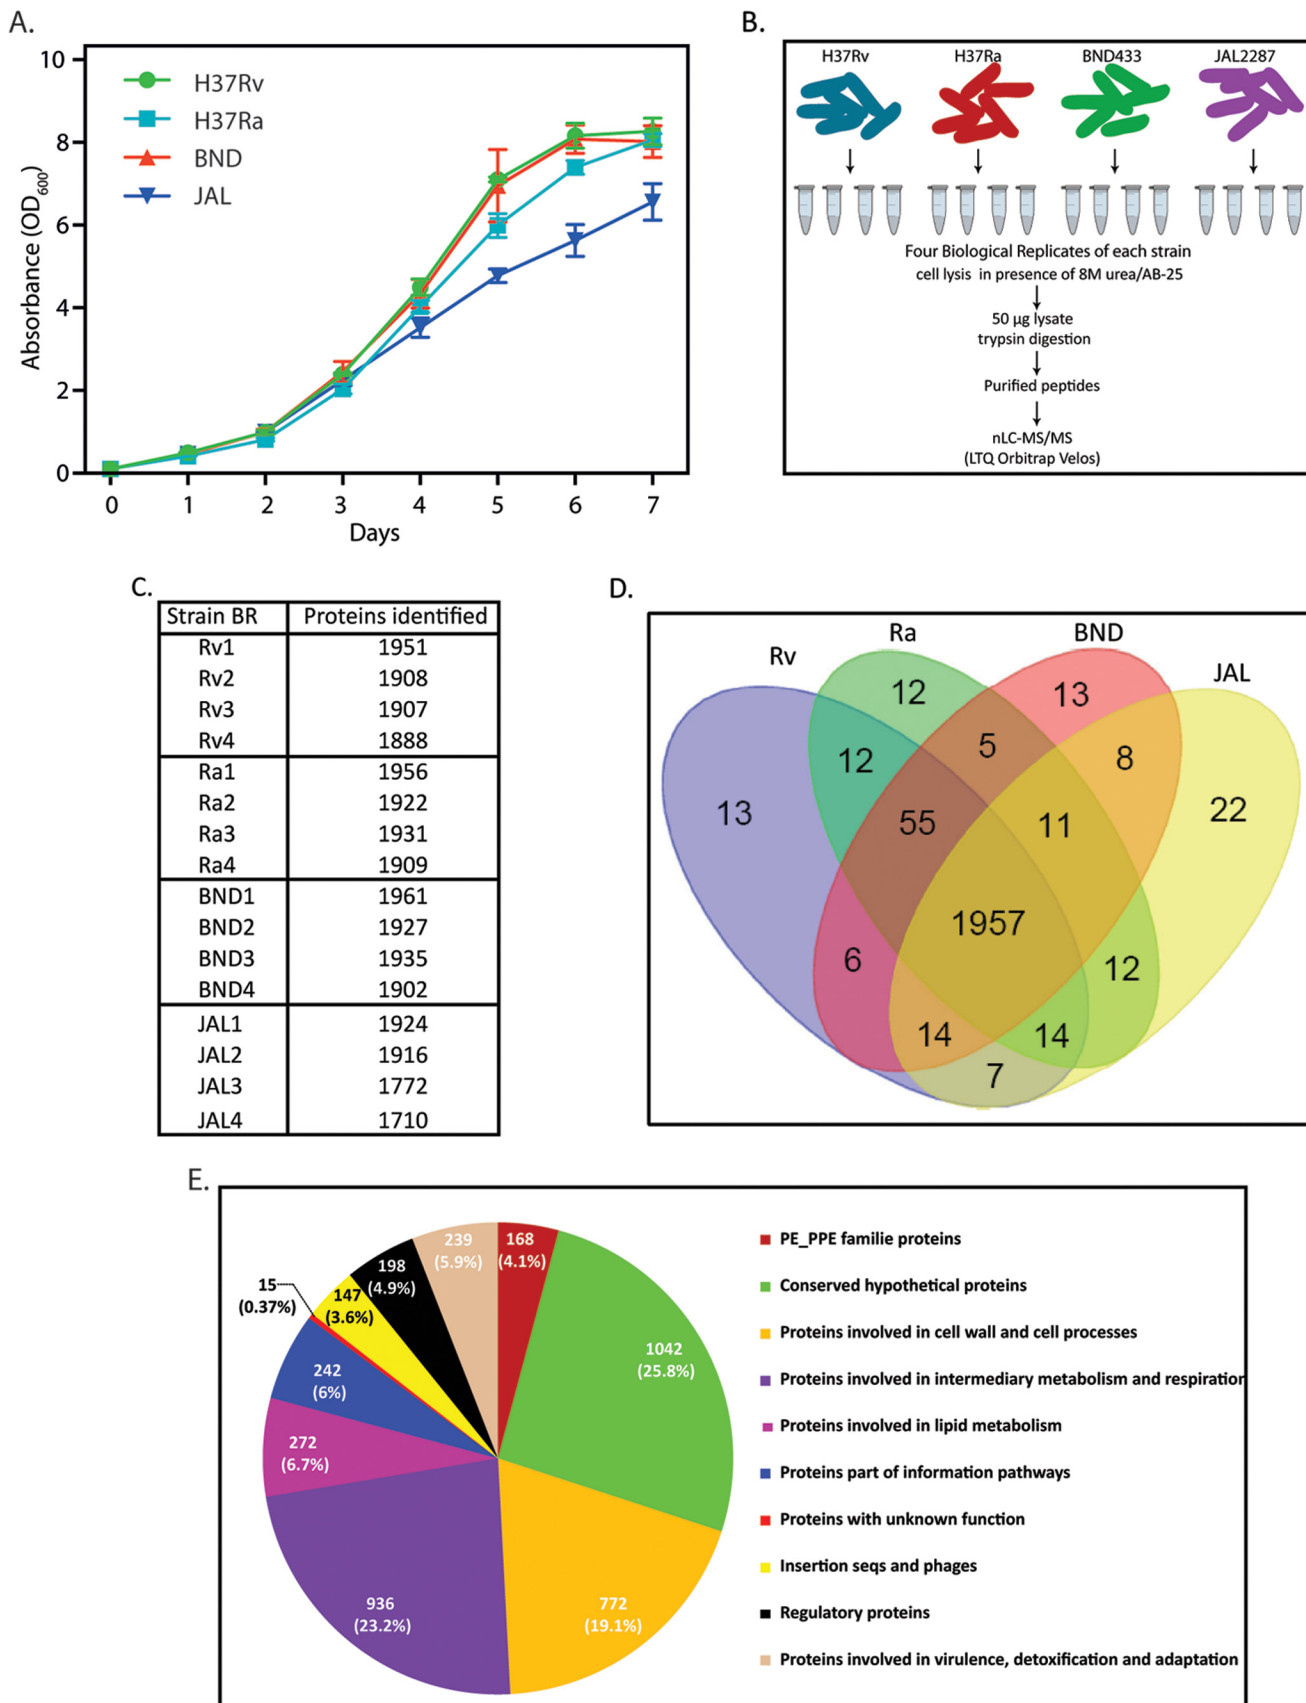 A.
10
8
6
4
2
0
Absorbance (OD600)
H37Rv
H37Ra
BND
JAL
0 1 2 3 4 5 6 7
Days
B.
H37Rv H37Ra BND433 JAL2287
Four Biological Replicates of each strain
cell lysis in presence of 8M urea/AB-25
50 µg lysate
trypsin digestion
Purified peptides
nLC-MS/MS
(LTQ Orbitrap Velos)
C.
Strain BR Proteins identified
Rv1 1951
Rv2 1908
Rv3 1907
Rv4 1888
Ra1 1956
Ra2 1922
Ra3 1931
Ra4 1909
BND1 1961
BND2 1927
BND3 1935
BND4 1902
JAL1 1924
JAL2 1916
JAL3 1772
JAL4 1710
D.
Rv Ra BND JAL
12 13
12 5 8
13 55 11 22
1957
6 12
14 14
7
E.
239
(5.9%)
168
(4.1%)
198
(4.9%)
15
(0.37%)
147
(3.6%)
1042
(25.8%)
242
(6%)
272
(6.7%)
936
(23.2%)
772
(19.1%)
PE_PPE familie proteins
Conserved hypothetical proteins
Proteins involved in cell wall and cell processes
Proteins involved in intermediary metabolism and respiration
Proteins involved in lipid metabolism
Proteins part of information pathways
Proteins with unknown function
Insertion seqs and phages
Regulatory proteins
Proteins involved in virulence, detoxification and adaptation